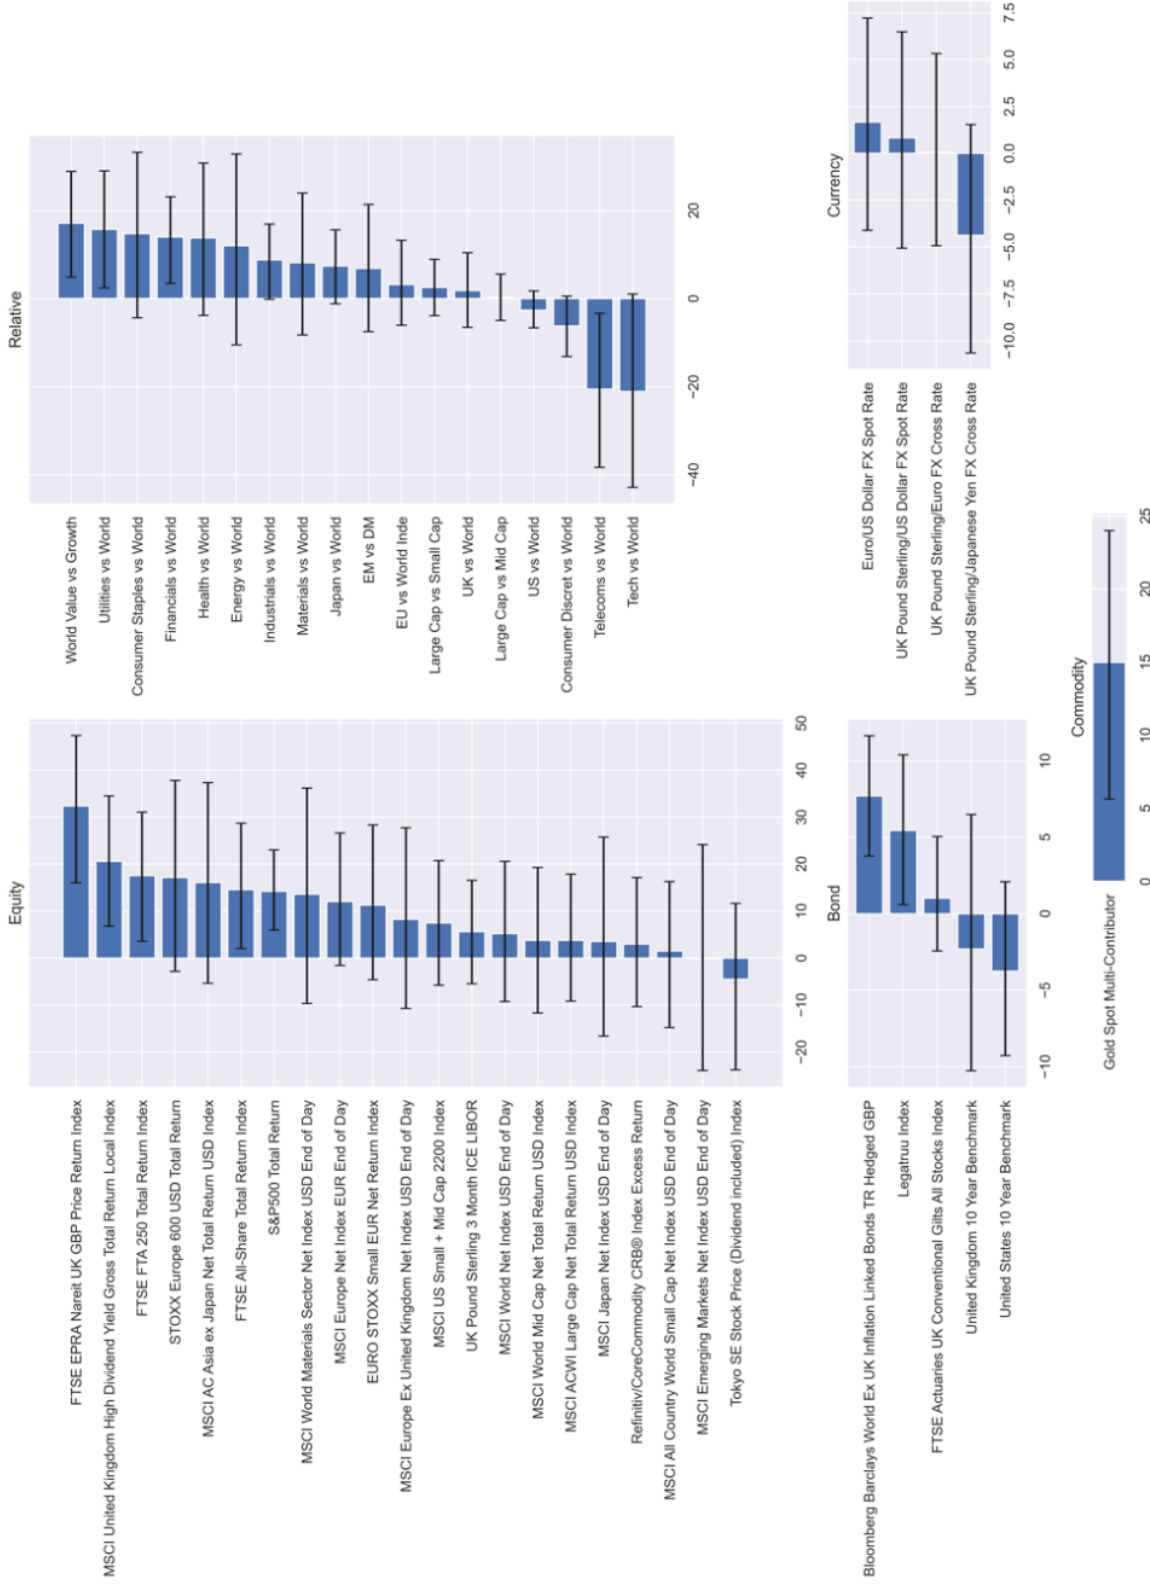 Equity
FTSE EPRA Nareit UK GBP Price Return Index
MSCI United Kingdom High Dividend Yield Gross Total Return Local Index
FTSE FTA 250 Total Return Index
STOXX Europe 600 USD Total Return
MSCI AC Asia ex Japan Net Total Return USD Index
FTSE All-Share Total Return Index
S&P500 Total Return
MSCI World Materials Sector Net Index USD End of Day
MSCI Europe Net Index EUR End of Day
EURO STOXX Small EUR Net Return Index
MSCI Europe Ex United Kingdom Net Index USD End of Day
MSCI US Small + Mid Cap 2200 Index
UK Pound Sterling 3 Month ICE LIBOR
MSCI World Net Index USD End of Day
MSCI World Mid Cap Net Total Return USD Index
MSCI ACWI Large Cap Net Total Return USD Index
MSCI Japan Net Index USD End of Day
Refinitiv/CoreCommodity CRB® Index Excess Return
MSCI All Country World Small Cap Net Index USD End of Day
MSCI Emerging Markets Net Index USD End of Day
Tokyo SE Stock Price (Dividend included) Index
−20 −10 0 10 20 30 40 50
Relative
World Value vs Growth
Utilities vs World
Consumer Staples vs World
Financials vs World
Health vs World
Energy vs World
Industrials vs World
Materials vs World
Japan vs World
EM vs DM
EU vs World Inde
Large Cap vs Small Cap
UK vs World
Large Cap vs Mid Cap
US vs World
Consumer Discret vs World
Telecoms vs World
Tech vs World
−40 −20 0 20
Bond
Bloomberg Barclays World Ex UK Inflation Linked Bonds TR Hedged GBP
Legatruu Index
FTSE Actuaries UK Conventional Gilts All Stocks Index
United Kingdom 10 Year Benchmark
United States 10 Year Benchmark
−10 −5 0 5 10
Currency
Euro/US Dollar FX Spot Rate
UK Pound Sterling/US Dollar FX Spot Rate
UK Pound Sterling/Euro FX Cross Rate
UK Pound Sterling/Japanese Yen FX Cross Rate
−10.0 −7.5 −5.0 −2.5 0.0 2.5 5.0 7.5
Commodity
Gold Spot Multi-Contributor
0 5 10 15 20 25